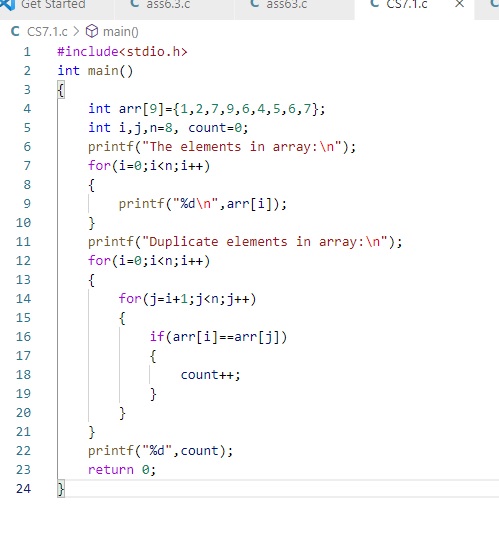 Get Started
C ass6.3.c
C ass63.c
C CS7.1.c ×
C CS7.1.c > main()
1 #include<stdio.h>
2 int main()
3 {
4 int arr[9]={1,2,7,9,6,4,5,6,7};
5 int i,j,n=8, count=0;
6 printf("The elements in array:\n");
7 for(i=0;i<n;i++)
8 {
9 printf("%d\n",arr[i]);
10 }
11 printf("Duplicate elements in array:\n");
12 for(i=0;i<n;i++)
13 {
14 for(j=i+1;j<n;j++)
15 {
16 if(arr[i]==arr[j])
17 {
18 count++;
19 }
20 }
21 }
22 printf("%d",count);
23 return 0;
24 }